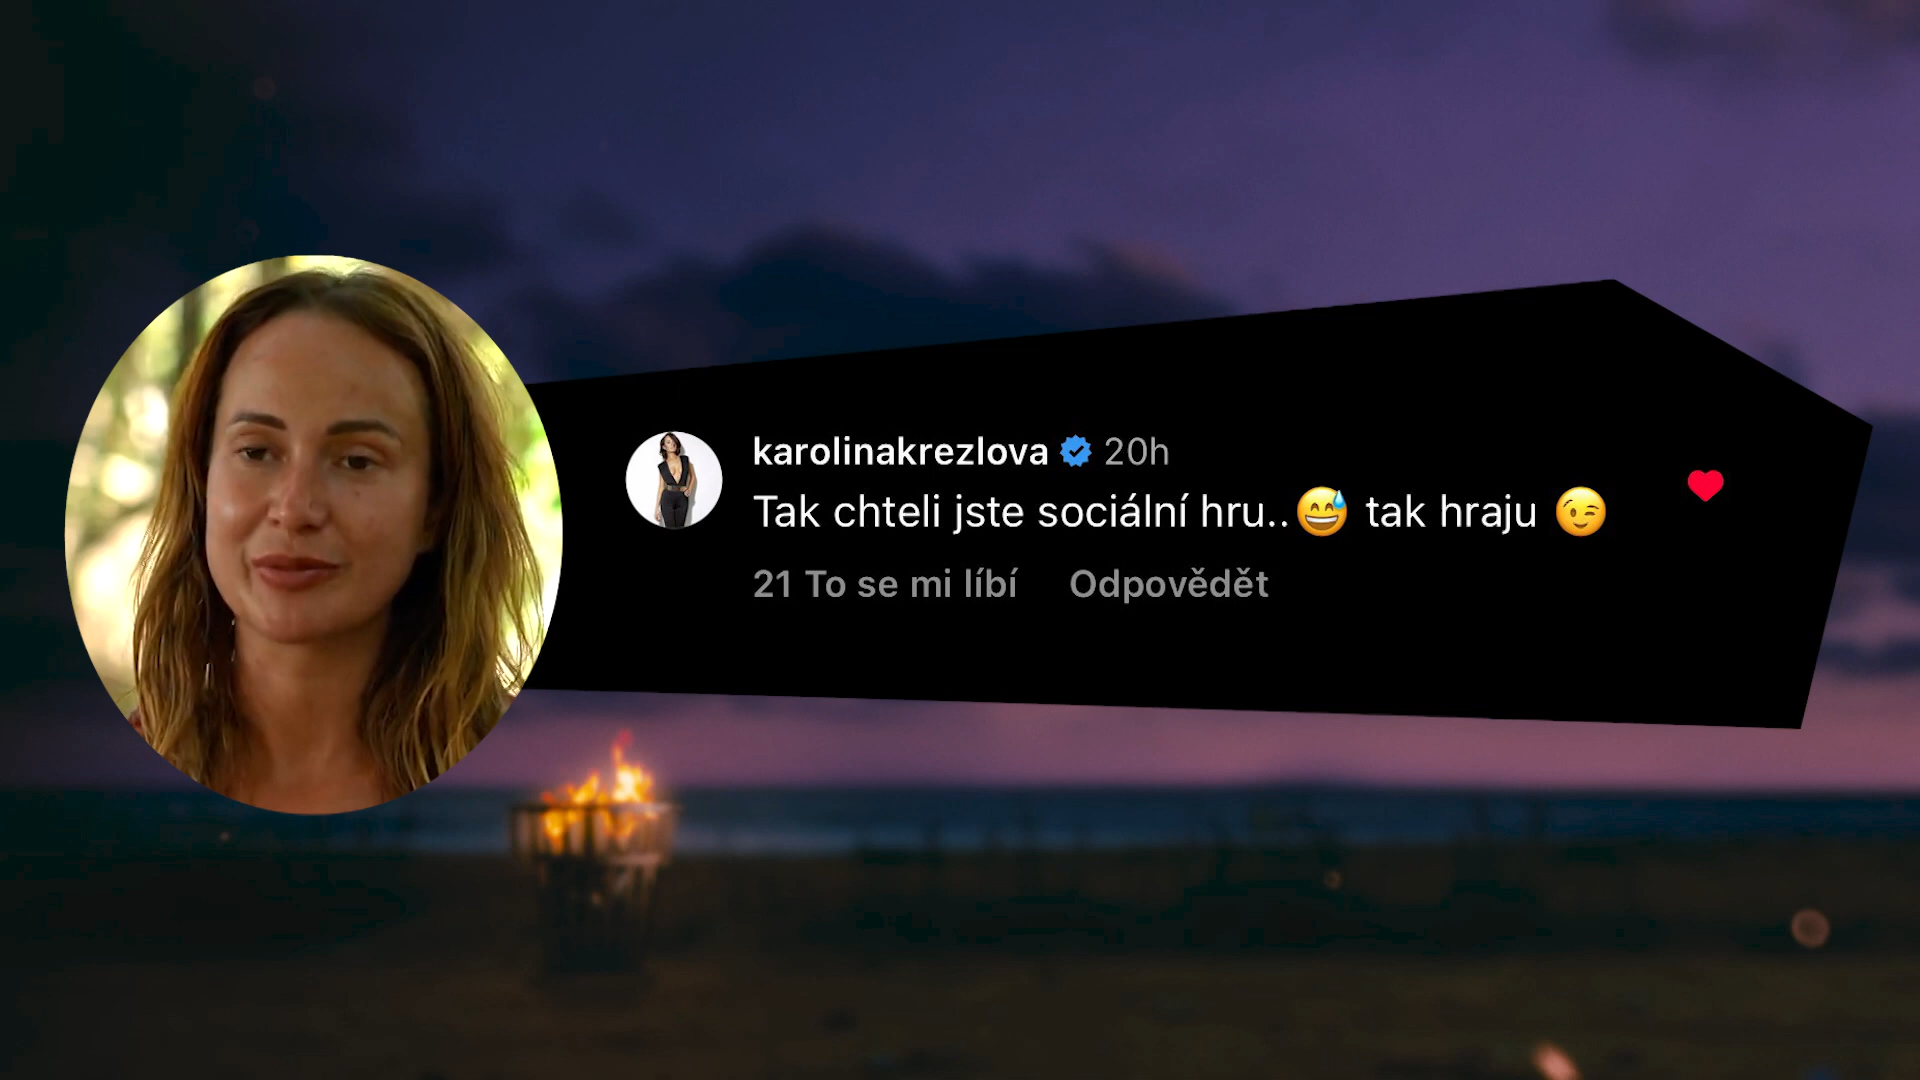 karolinakrezlova 20h
Tak chteli jste sociální hru..😅 tak hraju 😉
21 To se mi líbí Odpovědět